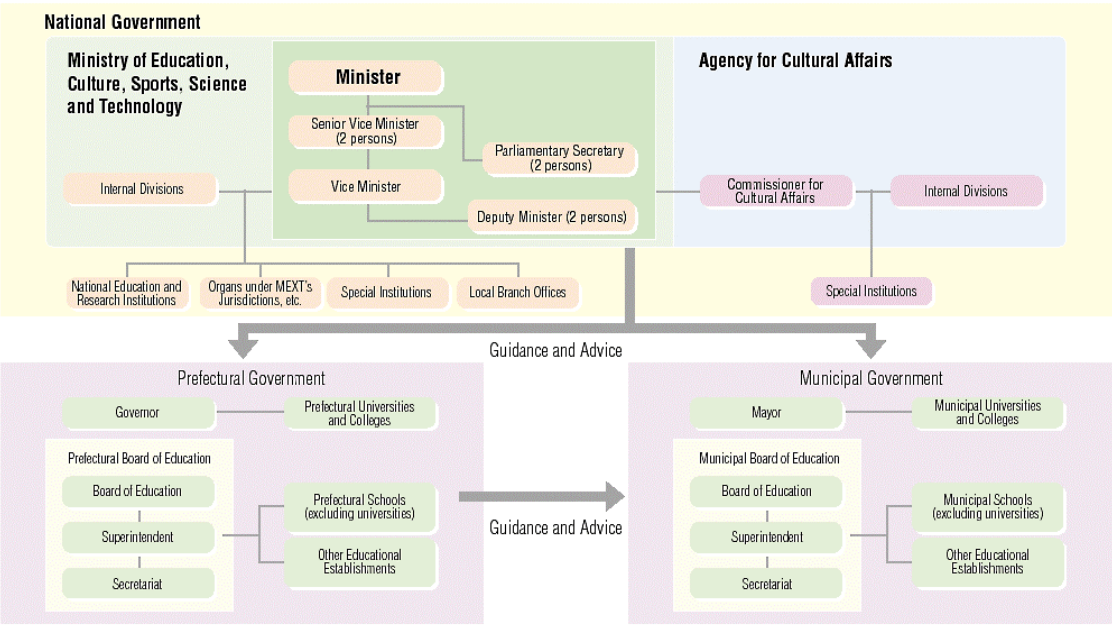 National Government
Ministry of Education,
Culture, Sports, Science
and Technology
Minister
Senior Vice Minister
(2 persons)
Parliamentary Secretary
(2 persons)
Vice Minister
Deputy Minister (2 persons)
Internal Divisions
Agency for Cultural Affairs
Commissioner for
Cultural Affairs
Internal Divisions
National Education and
Research Institutions
Organs under MEXT's
Jurisdictions, etc.
Special Institutions
Local Branch Offices
Special Institutions
Guidance and Advice
Prefectural Government
Governor
Prefectural Universities
and Colleges
Prefectural Board of Education
Board of Education
Superintendent
Secretariat
Prefectural Schools
(excluding universities)
Other Educational
Establishments
Guidance and Advice
Municipal Government
Mayor
Municipal Universities
and Colleges
Municipal Board of Education
Board of Education
Superintendent
Secretariat
Municipal Schools
(excluding universities)
Other Educational
Establishments